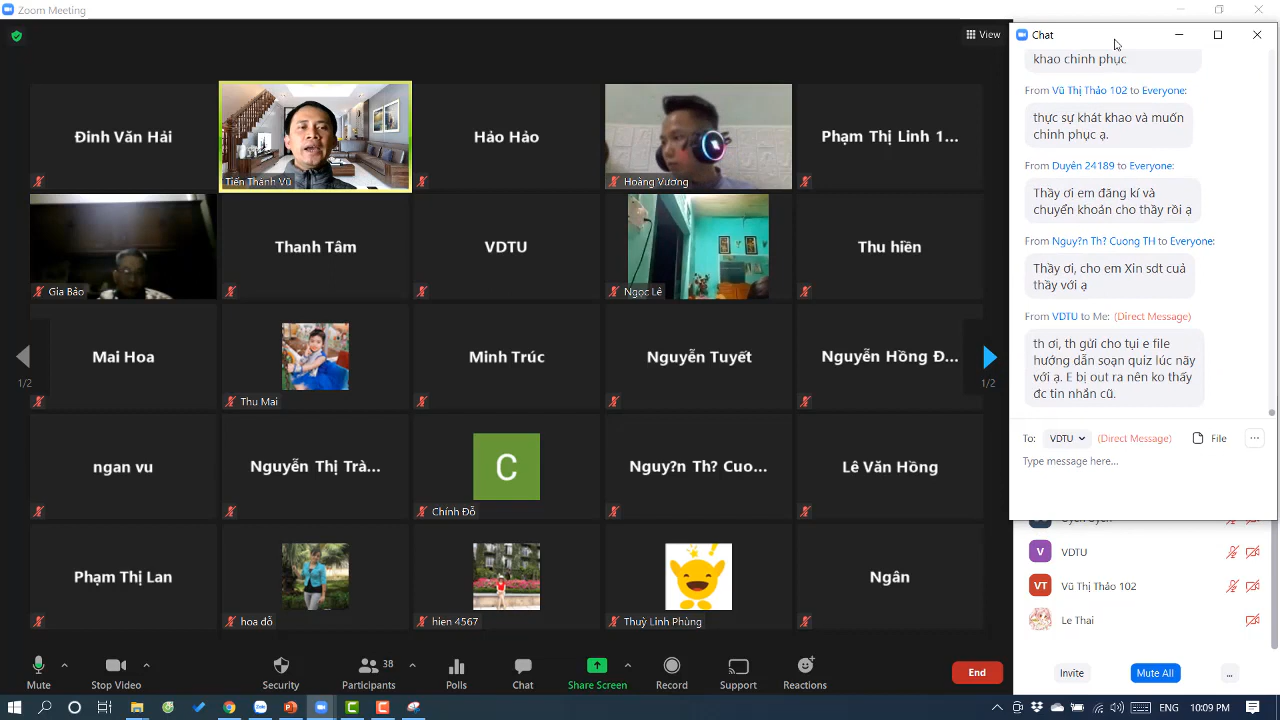 Zoom Meeting
View
Đinh Văn Hải
Tiến Thành Vũ
Hảo Hảo
Hoàng Vương
Phạm Thị Linh 1...
Gia Bảo
Thanh Tâm
VDTU
Ngọc Lê
Thu hiền
Mai Hoa
Thu Mai
Minh Trúc
Nguyễn Tuyết
Nguyễn Hồng Đ...
1/2
1/2
ngan vu
Nguyễn Thị Trà...
C
Chính Đỗ
Nguy?n Th? Cuo...
Lê Văn Hồng
Phạm Thị Lan
hoa dô
hien 4567
Thuỳ Linh Phùng
Ngân
Mute
Stop Video
Security
38
Participants
Polls
Chat
Share Screen
Record
Support
Reactions
End
Chat
khao chinh phục
From Vũ Thị Thảo 102 to Everyone:
thực sự khát khao và muốn
chinh phục ạ.
From Duyên 24189 to Everyone:
Thầy ơi em đăng kí và
chuyển khoản cho thầy rồi ạ
From Nguy?n Th? Cuong TH to Everyone:
Thầy ơi, cho em Xin sdt cuả
thầy với ạ
From VDTU to Me: (Direct Message)
th ơi, th gửi cho tụi e file
hướng dẫn soạn quiz lúc nãy
với ạ. E bị out ra nên ko thấy
đc tin nhắn cũ.
To: VDTU (Direct Message) File ...
Type message here...
V VDTU
VT Vũ Thị Thảo 102
Le Thai
Invite
Mute All
...
10:09 PM